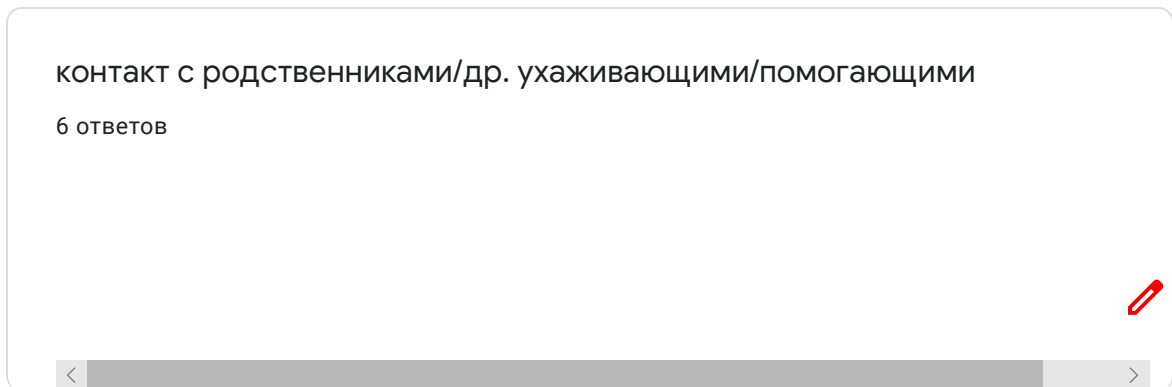 контакт с родственниками/др. ухаживающими/помогающими
6 ответов